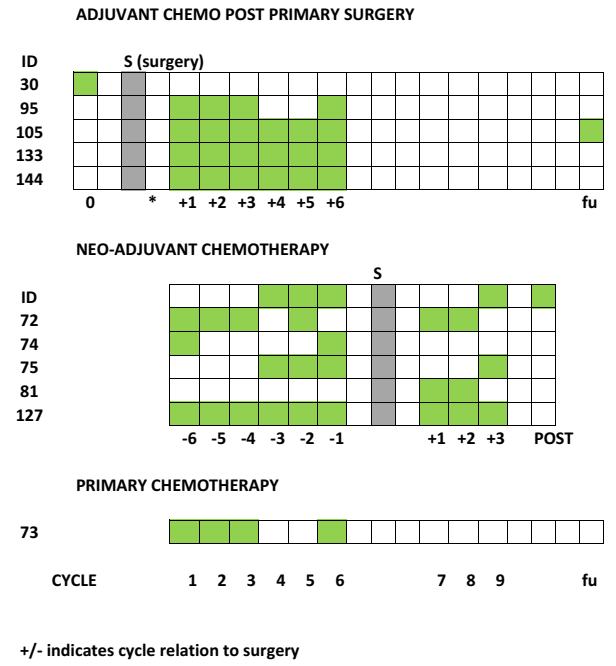 ADJUVANT CHEMO POST PRIMARY SURGERY
ID S (surgery)
30
95
105
133
144
0 * +1 +2 +3 +4 +5 +6 fu
NEO-ADJUVANT CHEMOTHERAPY
S
ID
72
74
75
81
127
-6 -5 -4 -3 -2 -1 +1 +2 +3 POST
PRIMARY CHEMOTHERAPY
73
CYCLE 1 2 3 4 5 6 7 8 9 fu
+/- indicates cycle relation to surgery